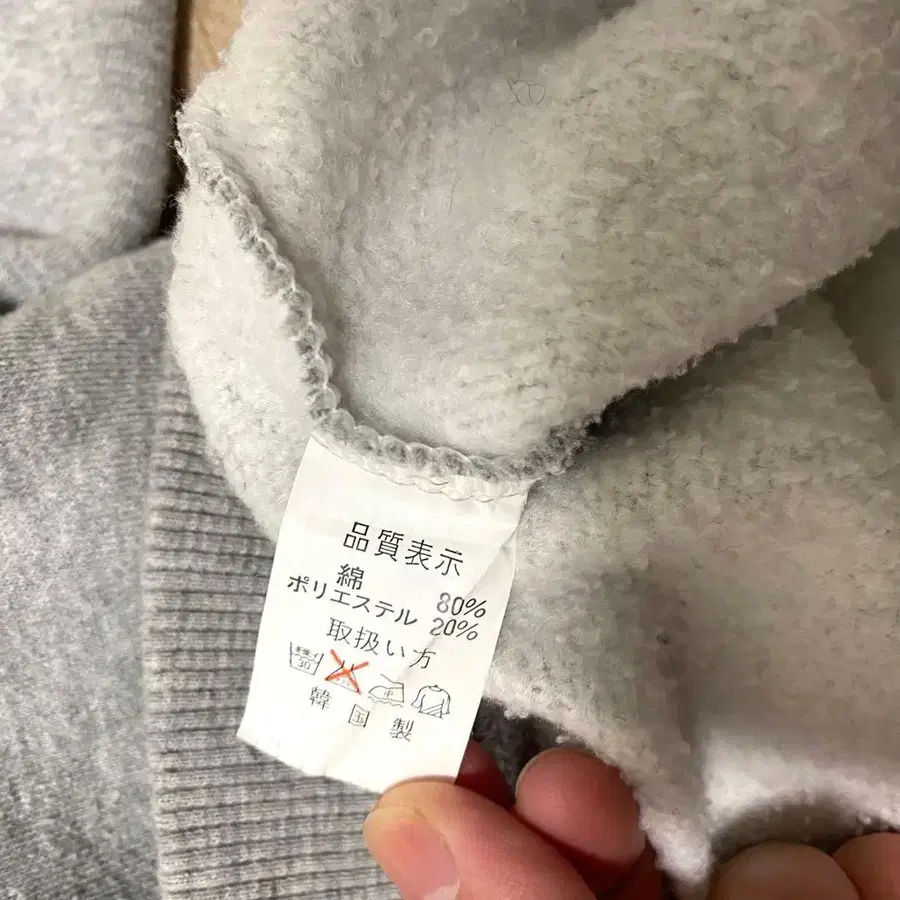 品質表示
綿 80%
ポリエステル 20%
取扱い方
30 中
韓国製